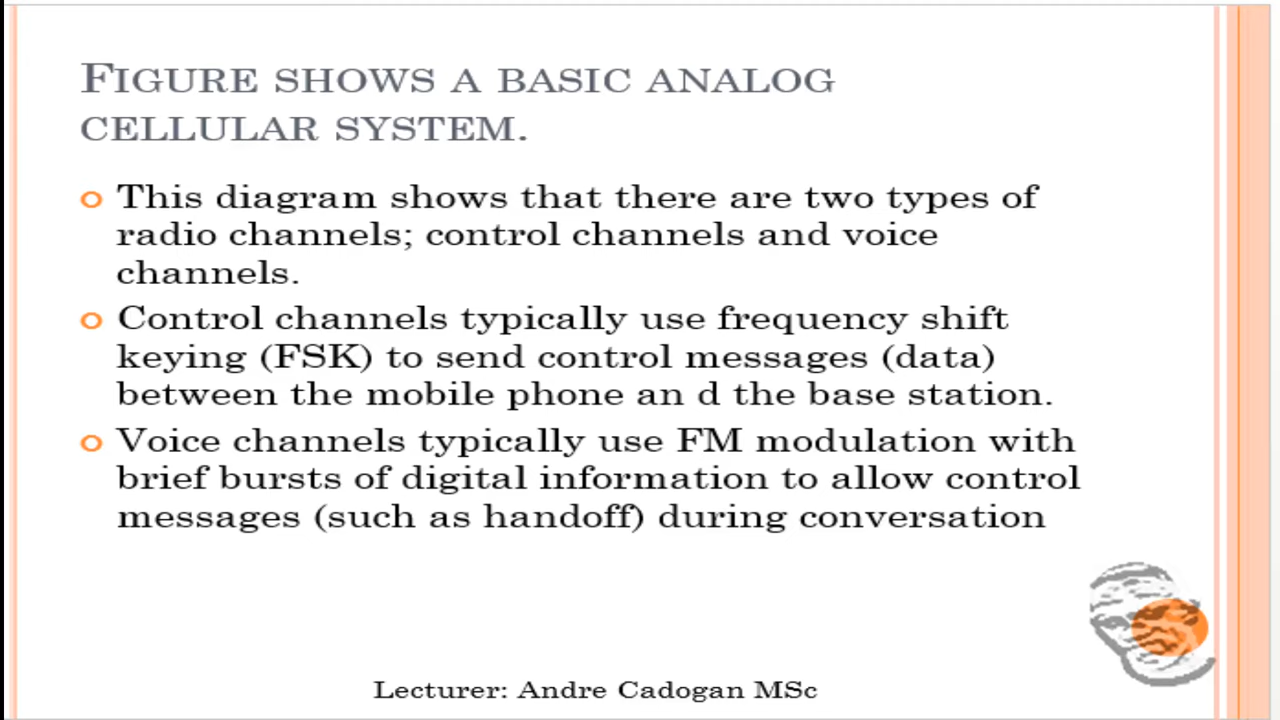 Figure shows a basic analog
cellular system.
This diagram shows that there are two types of
radio channels; control channels and voice
channels.
Control channels typically use frequency shift
keying (FSK) to send control messages (data)
between the mobile phone an d the base station.
Voice channels typically use FM modulation with
brief bursts of digital information to allow control
messages (such as handoff) during conversation
Lecturer: Andre Cadogan MSc